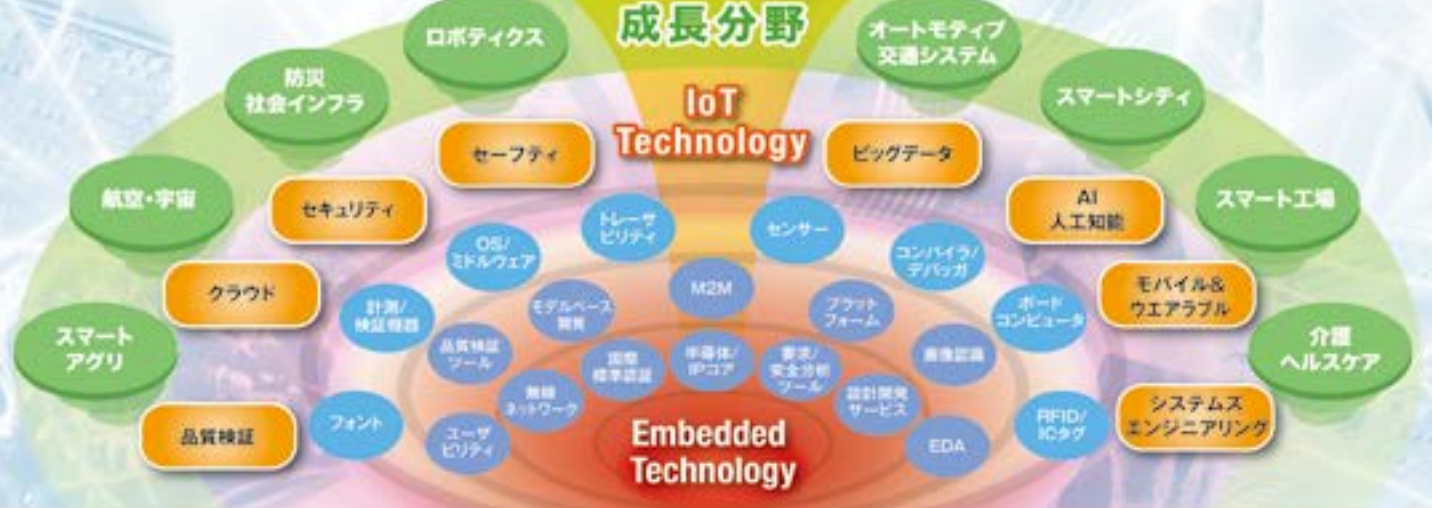 成長分野
ロボティクス
オートモティブ
交通システム
防災
社会インフラ
スマートシティ
航空・宇宙
スマート工場
スマート
アグリ
介護
ヘルスケア
IoT
Technology
セーフティ
ビッグデータ
セキュリティ
AI
人工知能
クラウド
モバイル&
ウエアラブル
品質検証
システムズ
エンジニアリング
トレーサ
ビリティ
センサー
OS/
ミドルウェア
コンパイラ/
デバッガ
計測/
検証機器
ボード
コンピュータ
フォント
RFID/
ICタグ
M2M
モデルベース
開発
プラット
フォーム
品質検証
ツール
画像認識
国際
標準認証
半導体/
IPコア
要求/
安全分析
ツール
無線
ネットワーク
設計開発
サービス
ユーザ
ビリティ
EDA
Embedded
Technology